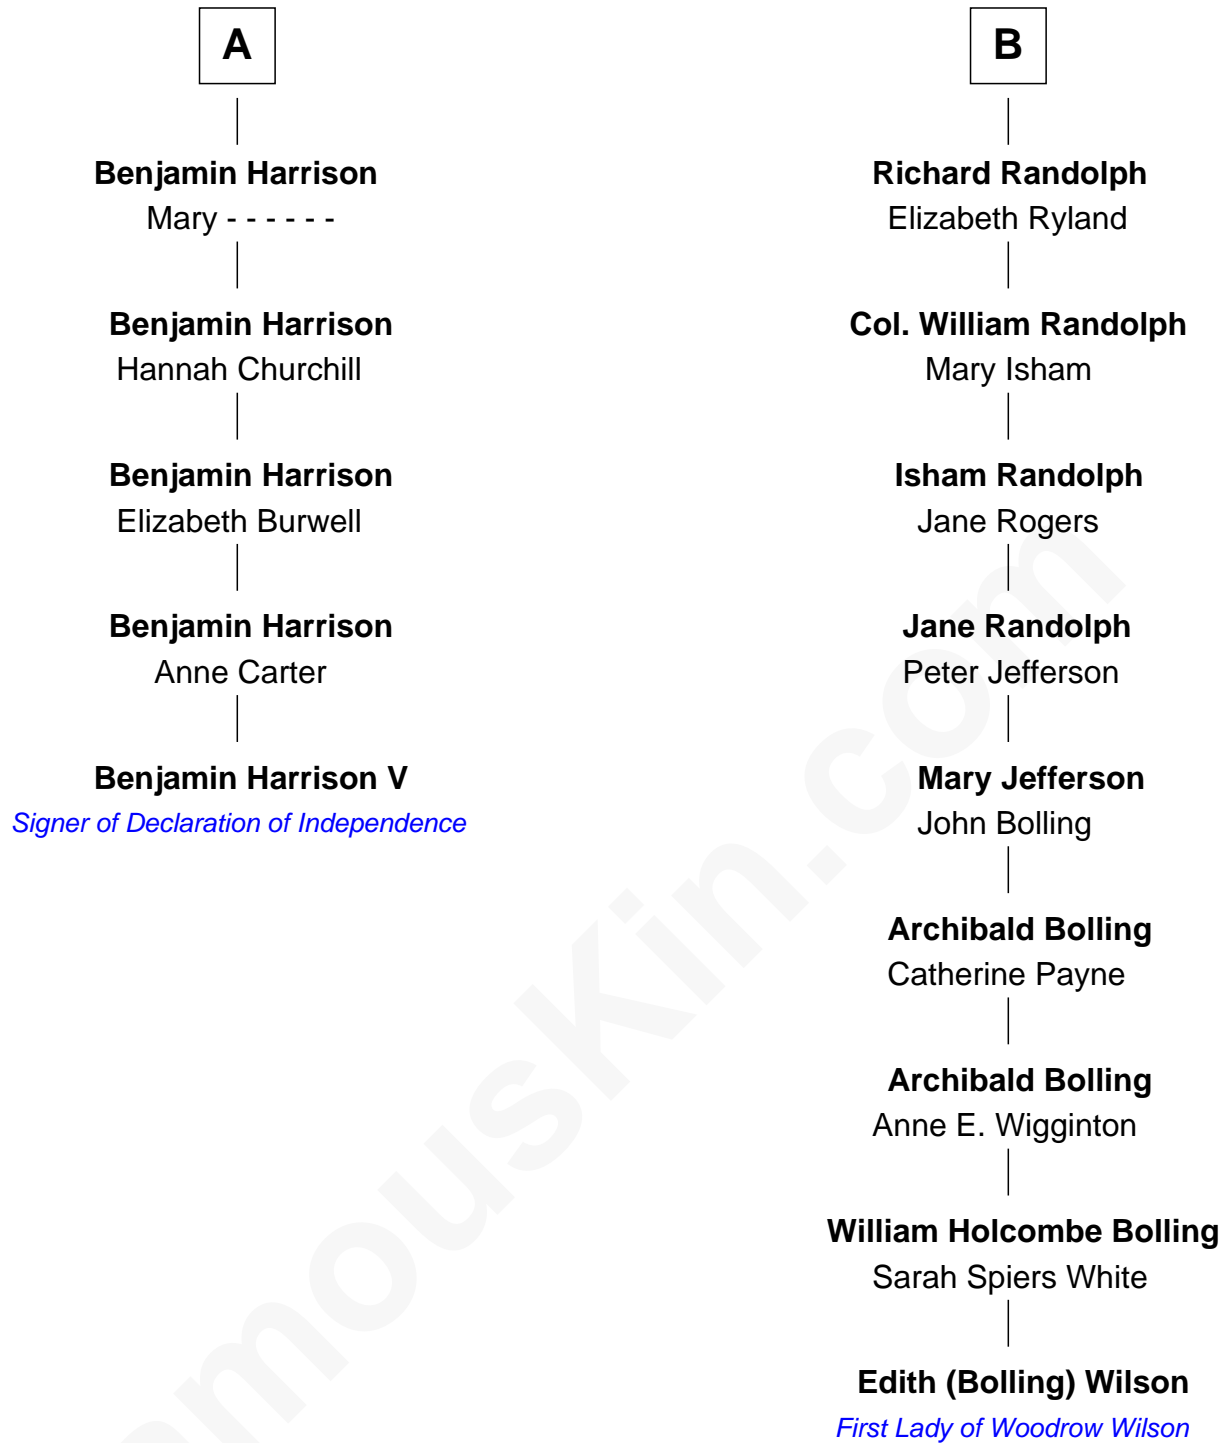 A
Benjamin Harrison
Mary - - - - - -
Benjamin Harrison
Hannah Churchill
Benjamin Harrison
Elizabeth Burwell
Benjamin Harrison
Anne Carter
Benjamin Harrison V
Signer of Declaration of Independence
B
Richard Randolph
Elizabeth Ryland
Col. William Randolph
Mary Isham
Isham Randolph
Jane Rogers
Jane Randolph
Peter Jefferson
Mary Jefferson
John Bolling
Archibald Bolling
Catherine Payne
Archibald Bolling
Anne E. Wigginton
William Holcombe Bolling
Sarah Spiers White
Edith (Bolling) Wilson
First Lady of Woodrow Wilson
amousKin.com